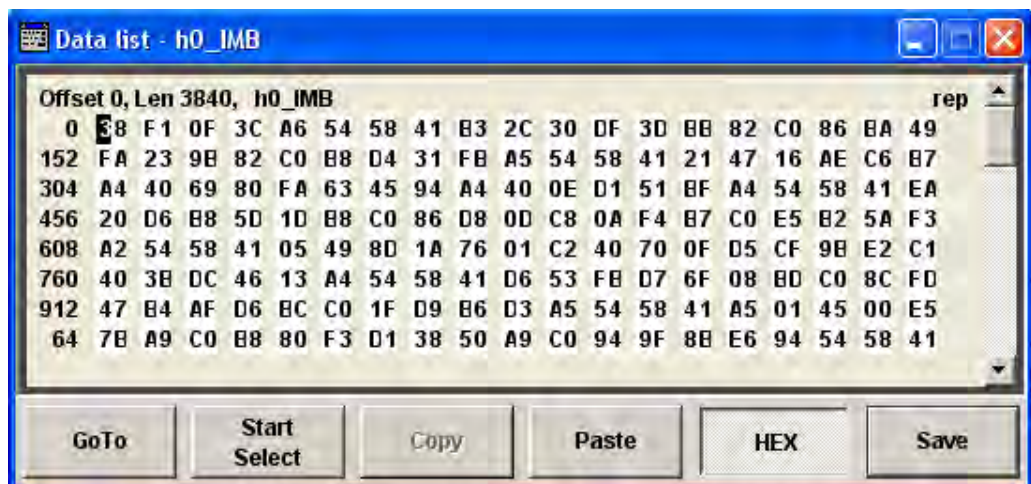 Data list - h0_IMB
Offset 0, Len 3840, h0_IMB rep
0 38 F1 0F 3C A6 54 58 41 B3 2C 30 DF 3D BB 82 C0 86 BA 49
152 FA 23 9B 82 C0 B8 D4 31 FB A5 54 58 41 21 47 16 AE C6 B7
304 A4 40 69 80 FA 63 45 94 A4 40 0E D1 51 BF A4 54 58 41 EA
456 20 D6 B8 5D 1D B8 C0 86 D8 0D C8 0A F4 B7 C0 E5 B2 5A F3
608 A2 54 58 41 05 49 8D 1A 76 01 C2 40 70 0F D5 CF 9B E2 C1
760 40 3B DC 46 13 A4 54 58 41 D6 53 FB D7 6F 08 BD C0 8C FD
912 47 B4 AF D6 BC C0 1F D9 B6 D3 A5 54 58 41 A5 01 45 00 E5
64 7B A9 C0 B8 80 F3 D1 38 50 A9 C0 94 9F 8B E6 94 54 58 41
GoTo
Start Select
Copy
Paste
HEX
Save